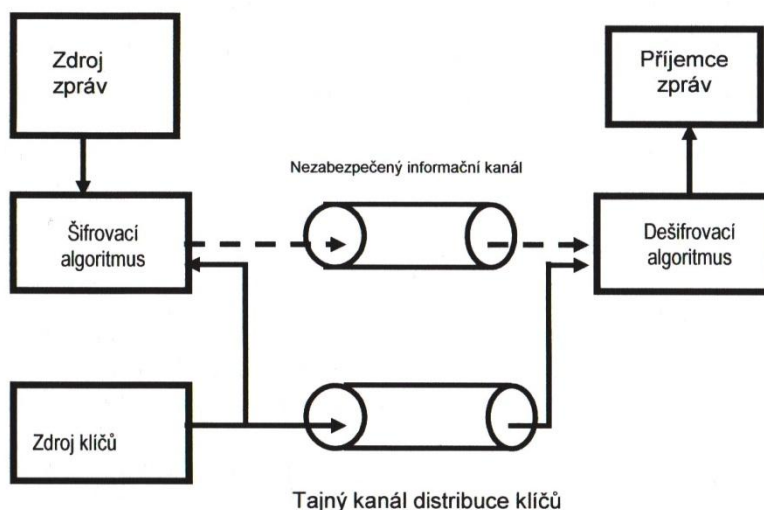 Zdroj
zpráv
Příjemce
zpráv
Nezabezpečený informační kanál
Šifrovací
algoritmus
Dešifrovací
algoritmus
Zdroj klíčů
Tajný kanál distribuce klíčů